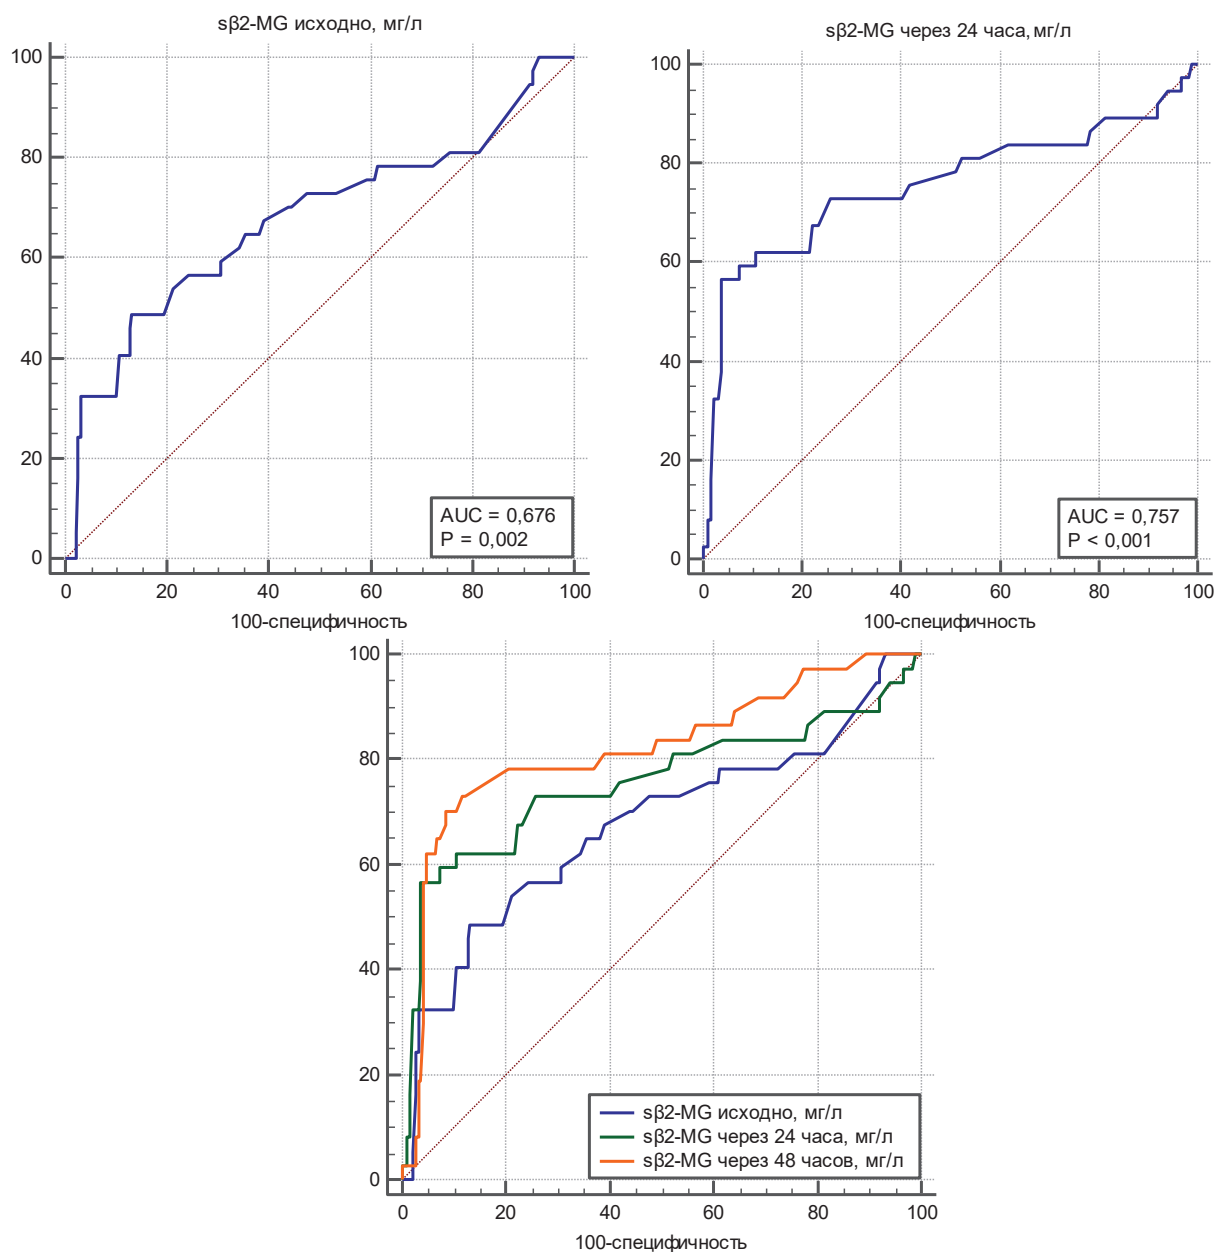 sβ2-MG исходно, мг/л
100
80
60
40
20
0
AUC = 0,676
P = 0,002
0 20 40 60 80 100
100-специфичность
sβ2-MG через 24 часа, мг/л
100
80
60
40
20
0
AUC = 0,757
P < 0,001
0 20 40 60 80 100
100-специфичность
100
80
60
40
20
0
sβ2-MG исходно, мг/л
sβ2-MG через 24 часа, мг/л
sβ2-MG через 48 часов, мг/л
0 20 40 60 80 100
100-специфичность